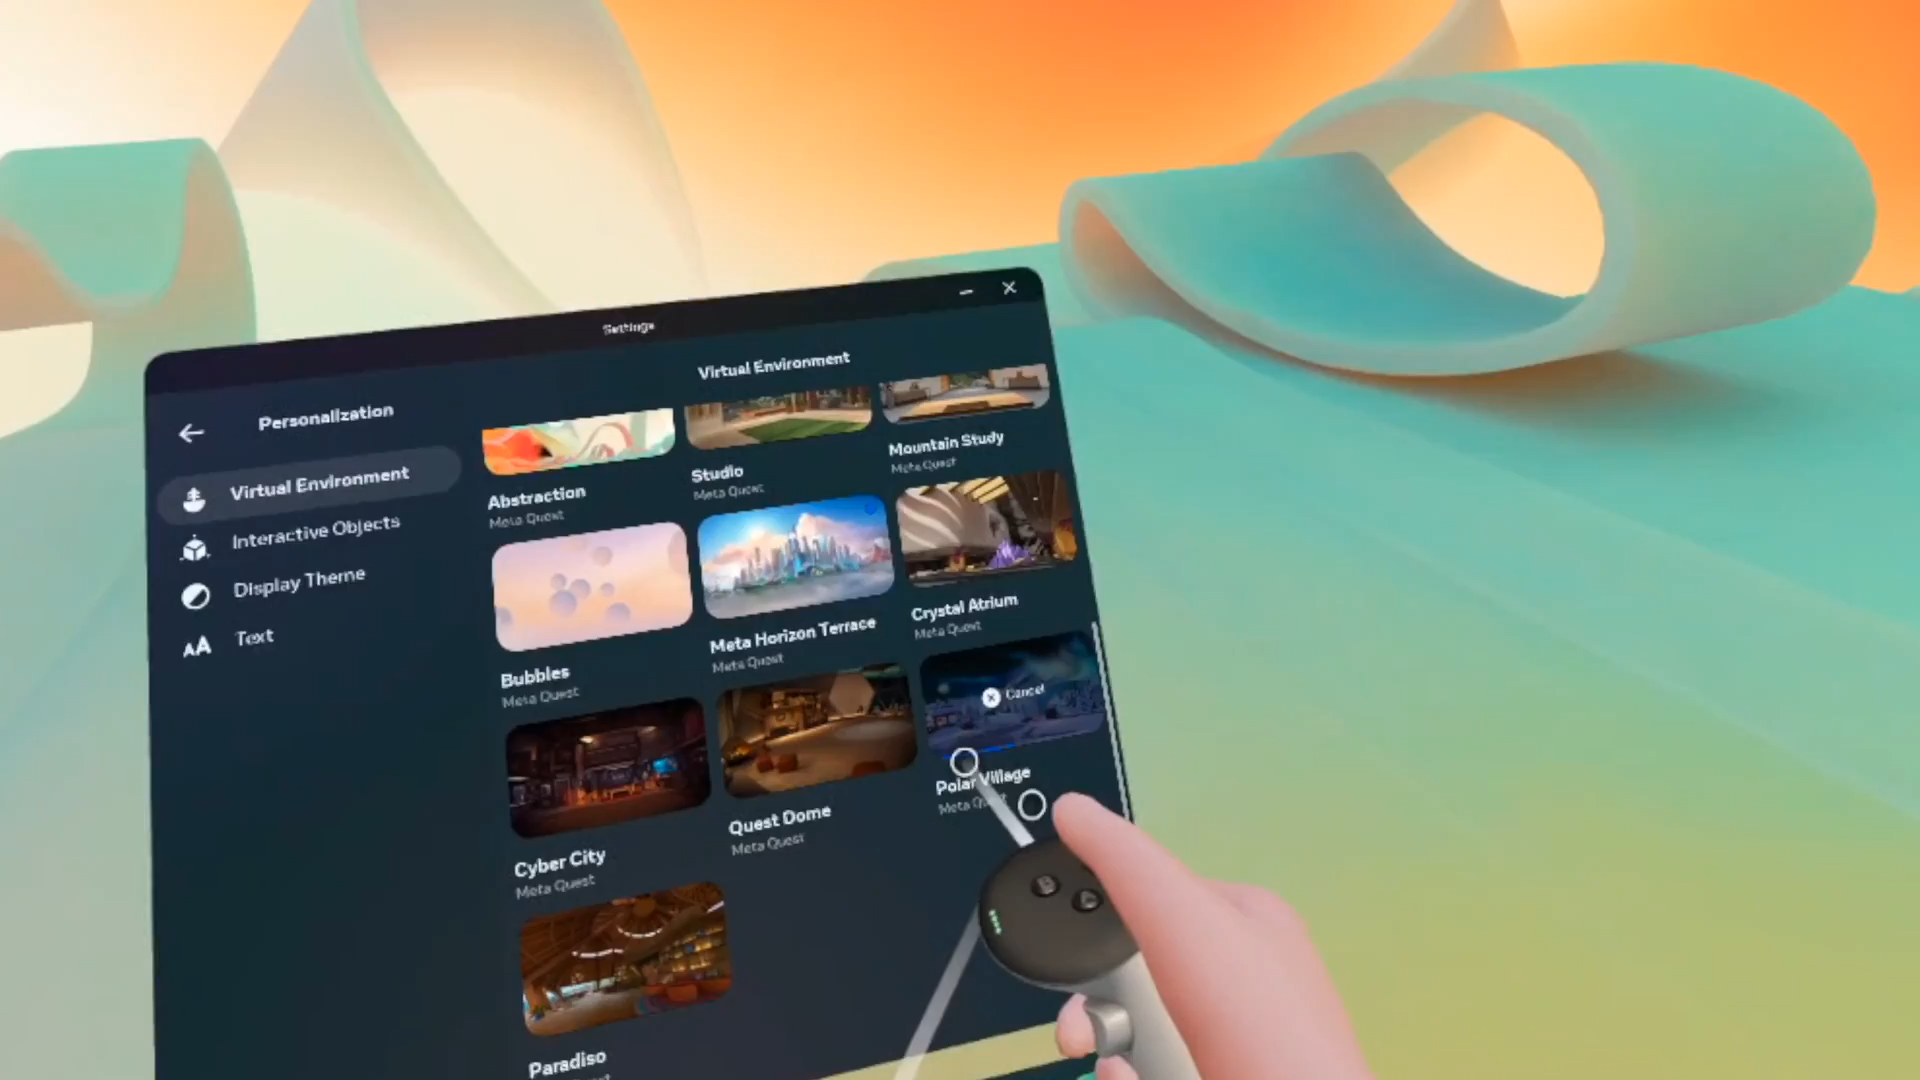 Settings
Personalization
Virtual Environment
Interactive Objects
Display Theme
AA Text
Virtual Environment
Abstraction
Meta Quest
Studio
Meta Quest
Mountain Study
Meta Quest
Bubbles
Meta Quest
Meta Horizon Terrace
Meta Quest
Crystal Atrium
Meta Quest
Cyber City
Meta Quest
Quest Dome
Meta Quest
Cancel
Polar Village
Meta
Paradiso
B
A